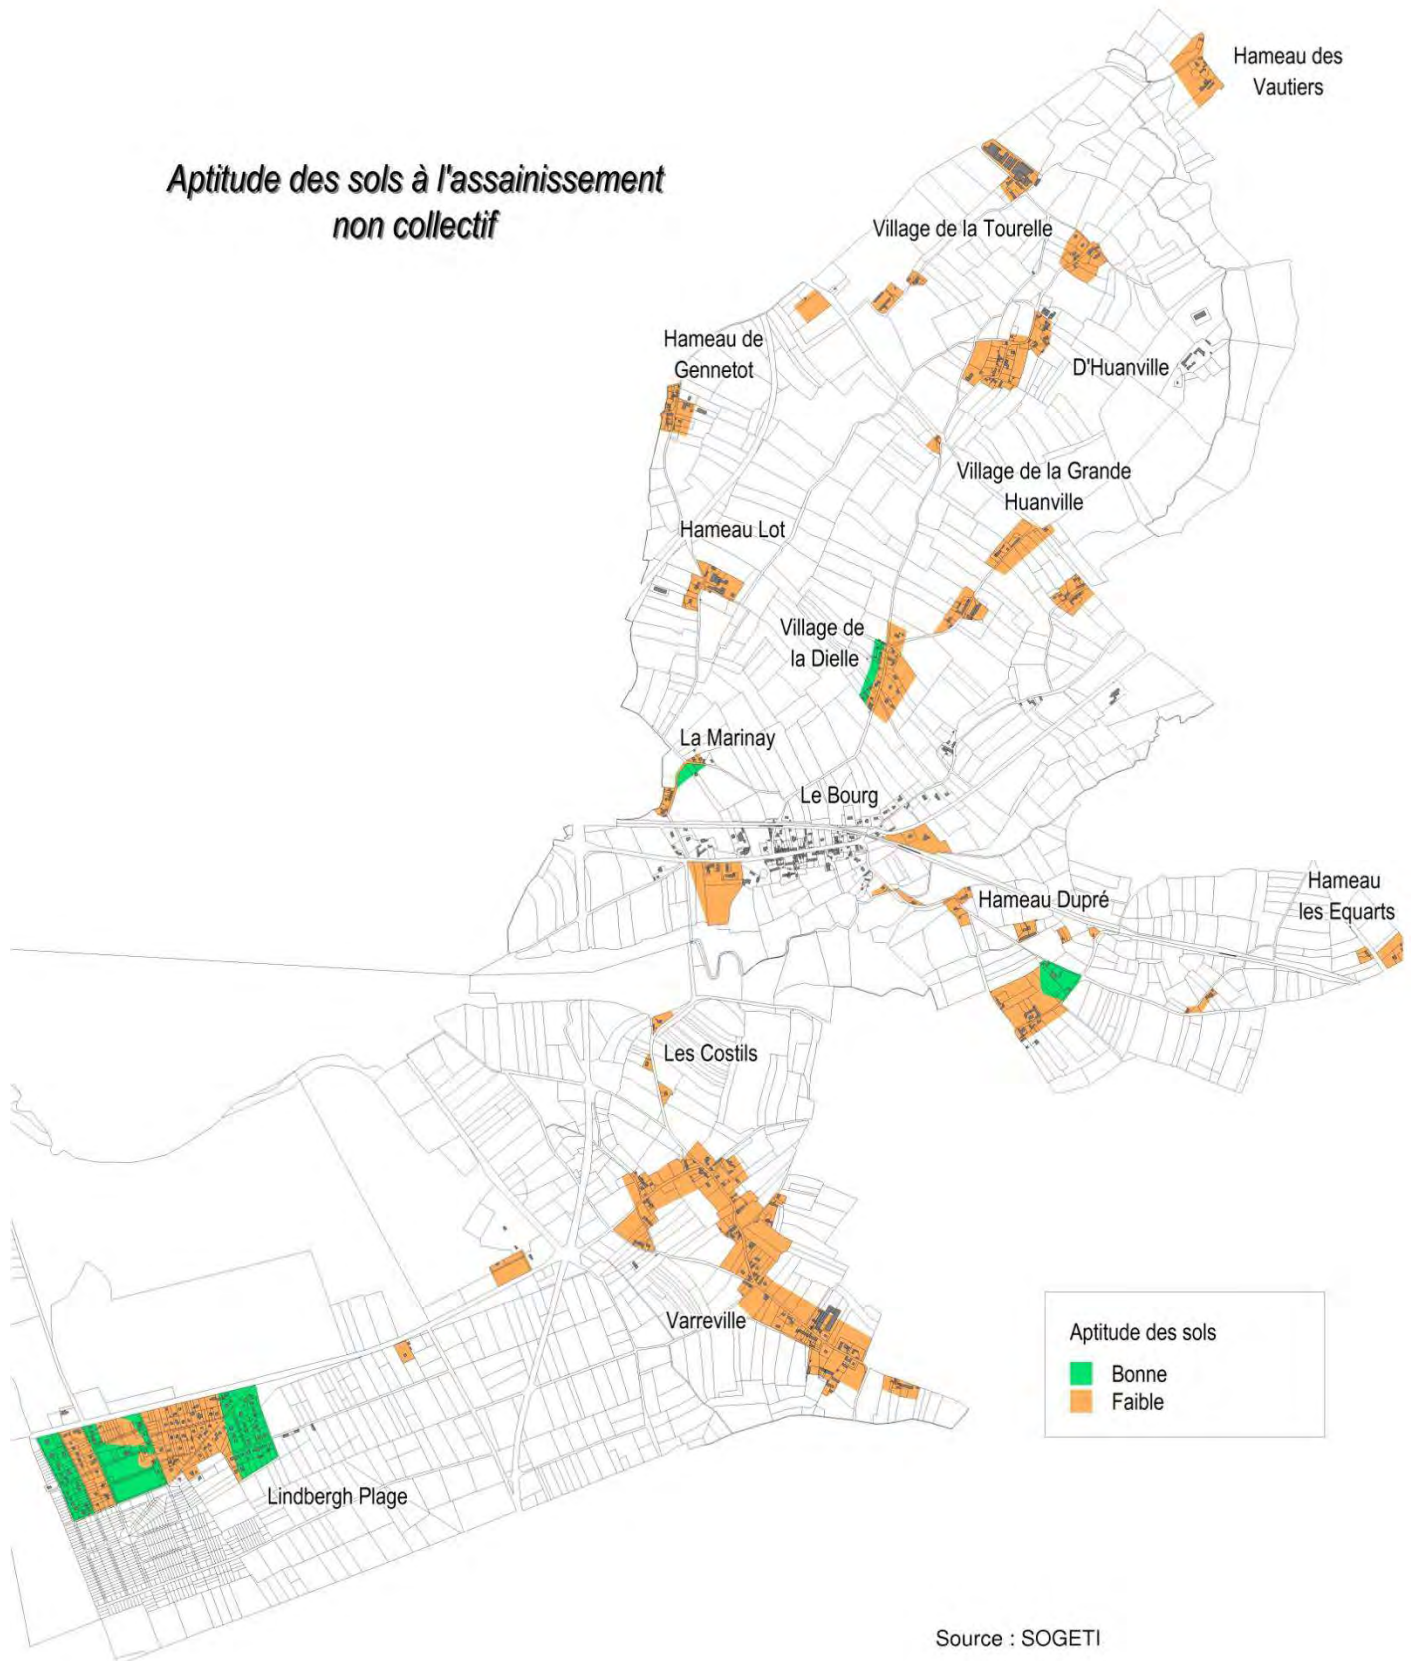 Hameau des
Vautiers
Aptitude des sols à l'assainissement
non collectif
Village de la Tourelle
Hameau de
Gennetot
D'Huanville
Village de la Grande
Huanville
Hameau Lot
Village de
la Dielle
La Marinay
Le Bourg
Hameau Dupré
Hameau
les Equarts
Les Costils
Varreville
Aptitude des sols
Bonne
Faible
Lindbergh Plage
Source : SOGETI